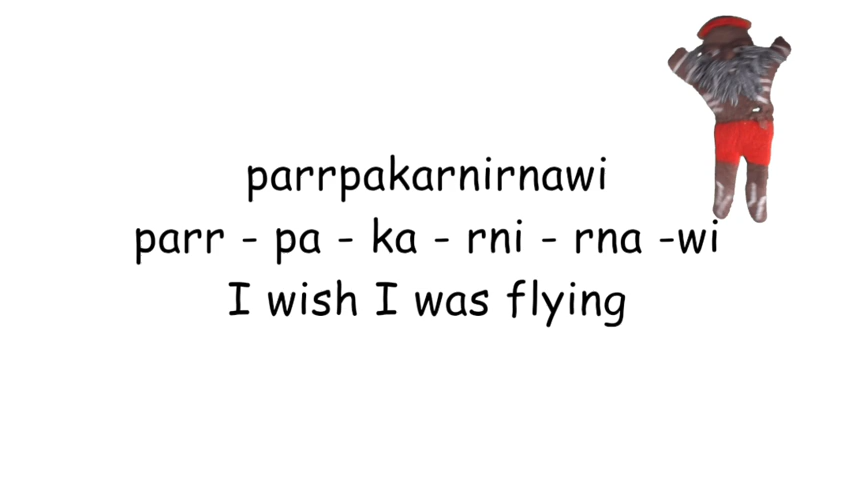 parrpakarnirnawi
parr - pa - ka - rni - rna -wi
I wish I was flying